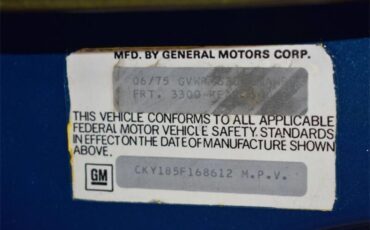 MFD. BY GENERAL MOTORS CORP.
06/75 GVWR
FRT. 3300
THIS VEHICLE CONFORMS TO ALL APPLICABLE
FEDERAL MOTOR VEHICLE SAFETY STANDARDS
IN EFFECT ON THE DATE OF MANUFACTURE SHOWN
ABOVE.
GM
CKY185F168612 M.P.V.